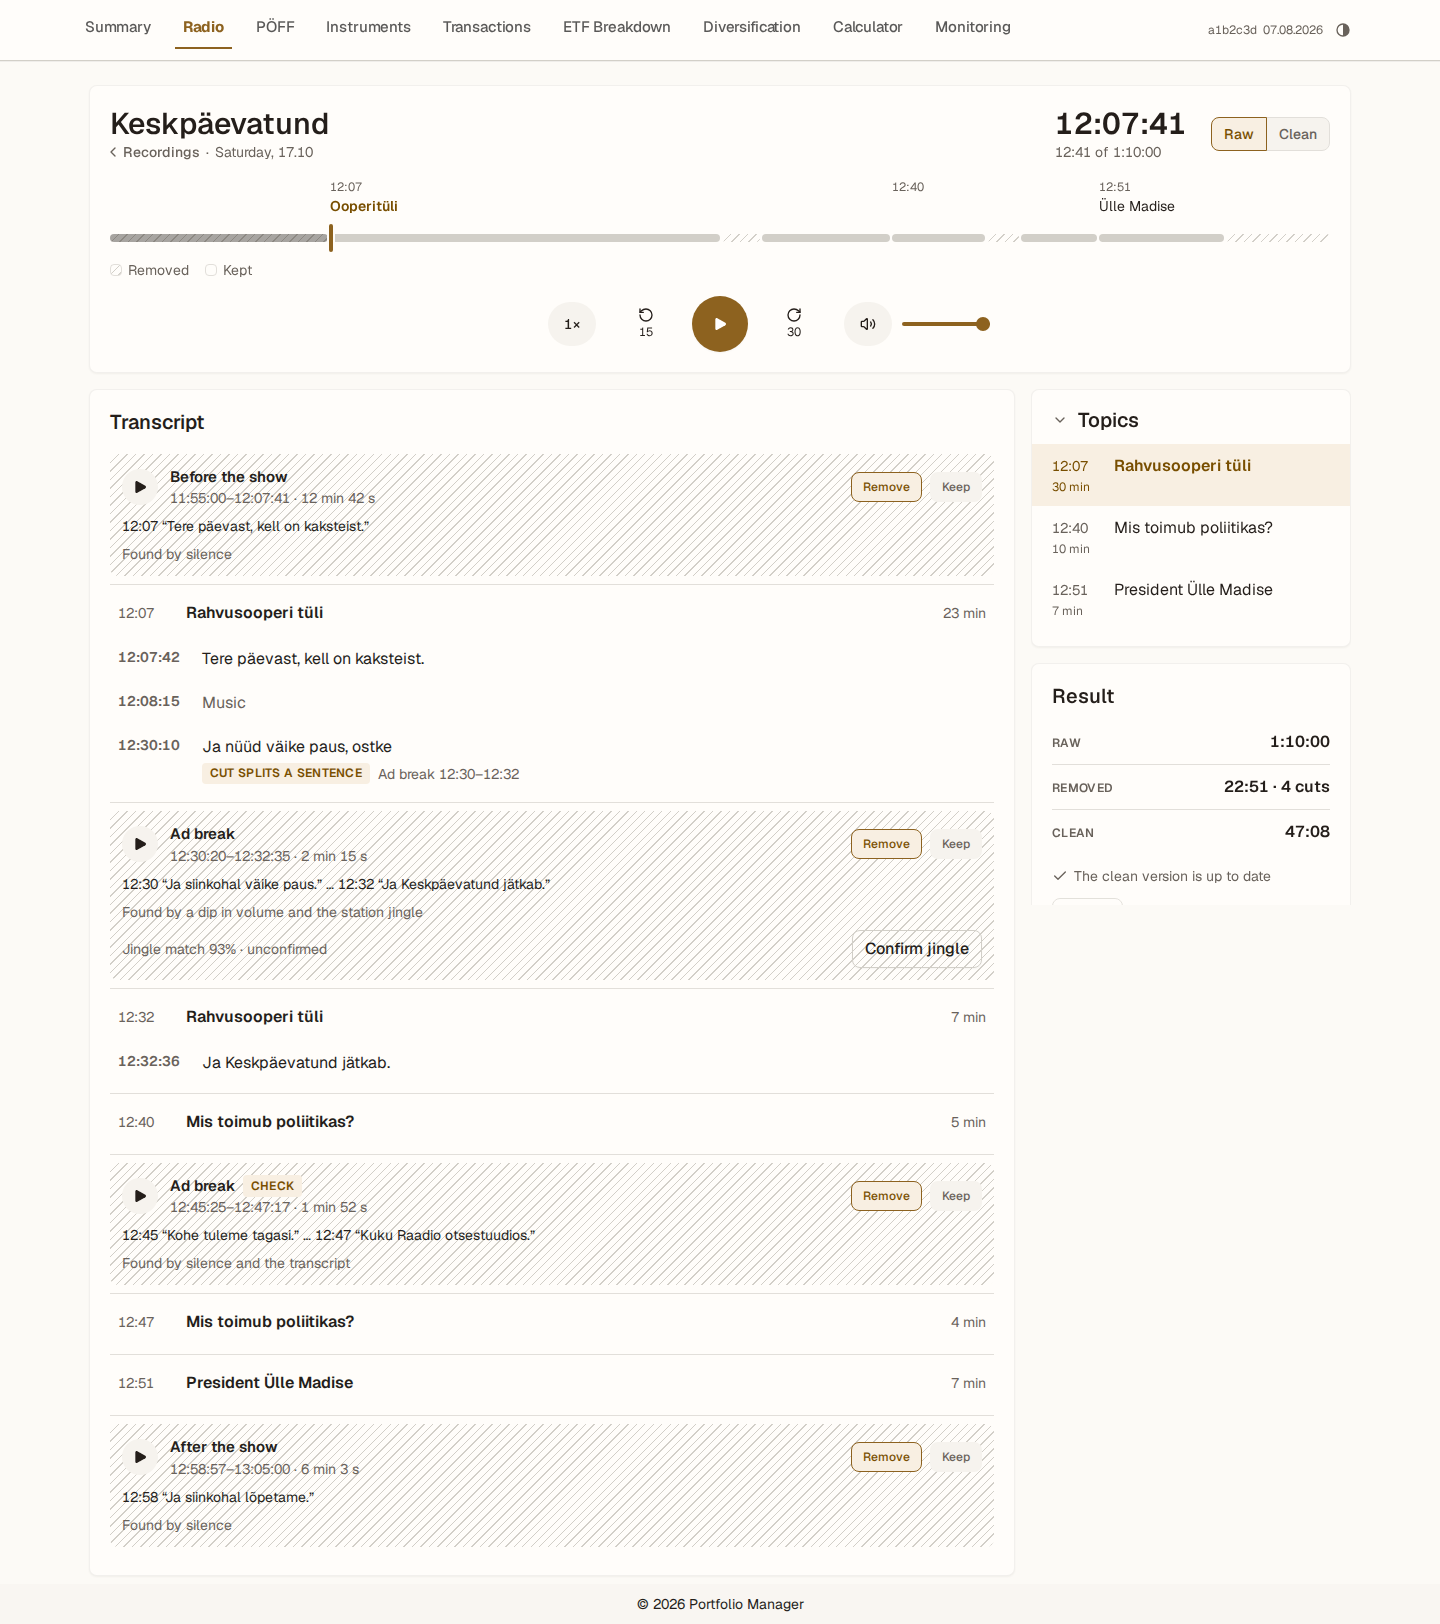 Summary Radio PÖFF Instruments Transactions ETF Breakdown Diversification Calculator Monitoring a1b2c3d 07.08.2026
Keskpäevatund
Recordings · Saturday, 17.10
12:07:41
12:41 of 1:10:00
Raw Clean
12:07 12:40 12:51
Ooperitüli Ülle Madise
Removed Kept
1× 15 30
Transcript
Before the show
11:55:00–12:07:41 · 12 min 42 s
Remove Keep
12:07 “Tere päevast, kell on kaksteist.”
Found by silence
12:07 Rahvusooperi tüli 23 min
12:07:42 Tere päevast, kell on kaksteist.
12:08:15 Music
12:30:10 Ja nüüd väike paus, ostke
CUT SPLITS A SENTENCE Ad break 12:30–12:32
Ad break
12:30:20–12:32:35 · 2 min 15 s
Remove Keep
12:30 “Ja siinkohal väike paus.” … 12:32 “Ja Keskpäevatund jätkab.”
Found by a dip in volume and the station jingle
Jingle match 93% · unconfirmed Confirm jingle
12:32 Rahvusooperi tüli 7 min
12:32:36 Ja Keskpäevatund jätkab.
12:40 Mis toimub poliitikas? 5 min
Ad break CHECK
12:45:25–12:47:17 · 1 min 52 s
Remove Keep
12:45 “Kohe tuleme tagasi.” … 12:47 “Kuku Raadio otsestuudios.”
Found by silence and the transcript
12:47 Mis toimub poliitikas? 4 min
12:51 President Ülle Madise 7 min
After the show
12:58:57–13:05:00 · 6 min 3 s
Remove Keep
12:58 “Ja siinkohal lõpetame.”
Found by silence
Topics
12:07 Rahvusooperi tüli
30 min
12:40 Mis toimub poliitikas?
10 min
12:51 President Ülle Madise
7 min
Result
RAW 1:10:00
REMOVED 22:51 · 4 cuts
CLEAN 47:08
The clean version is up to date
© 2026 Portfolio Manager